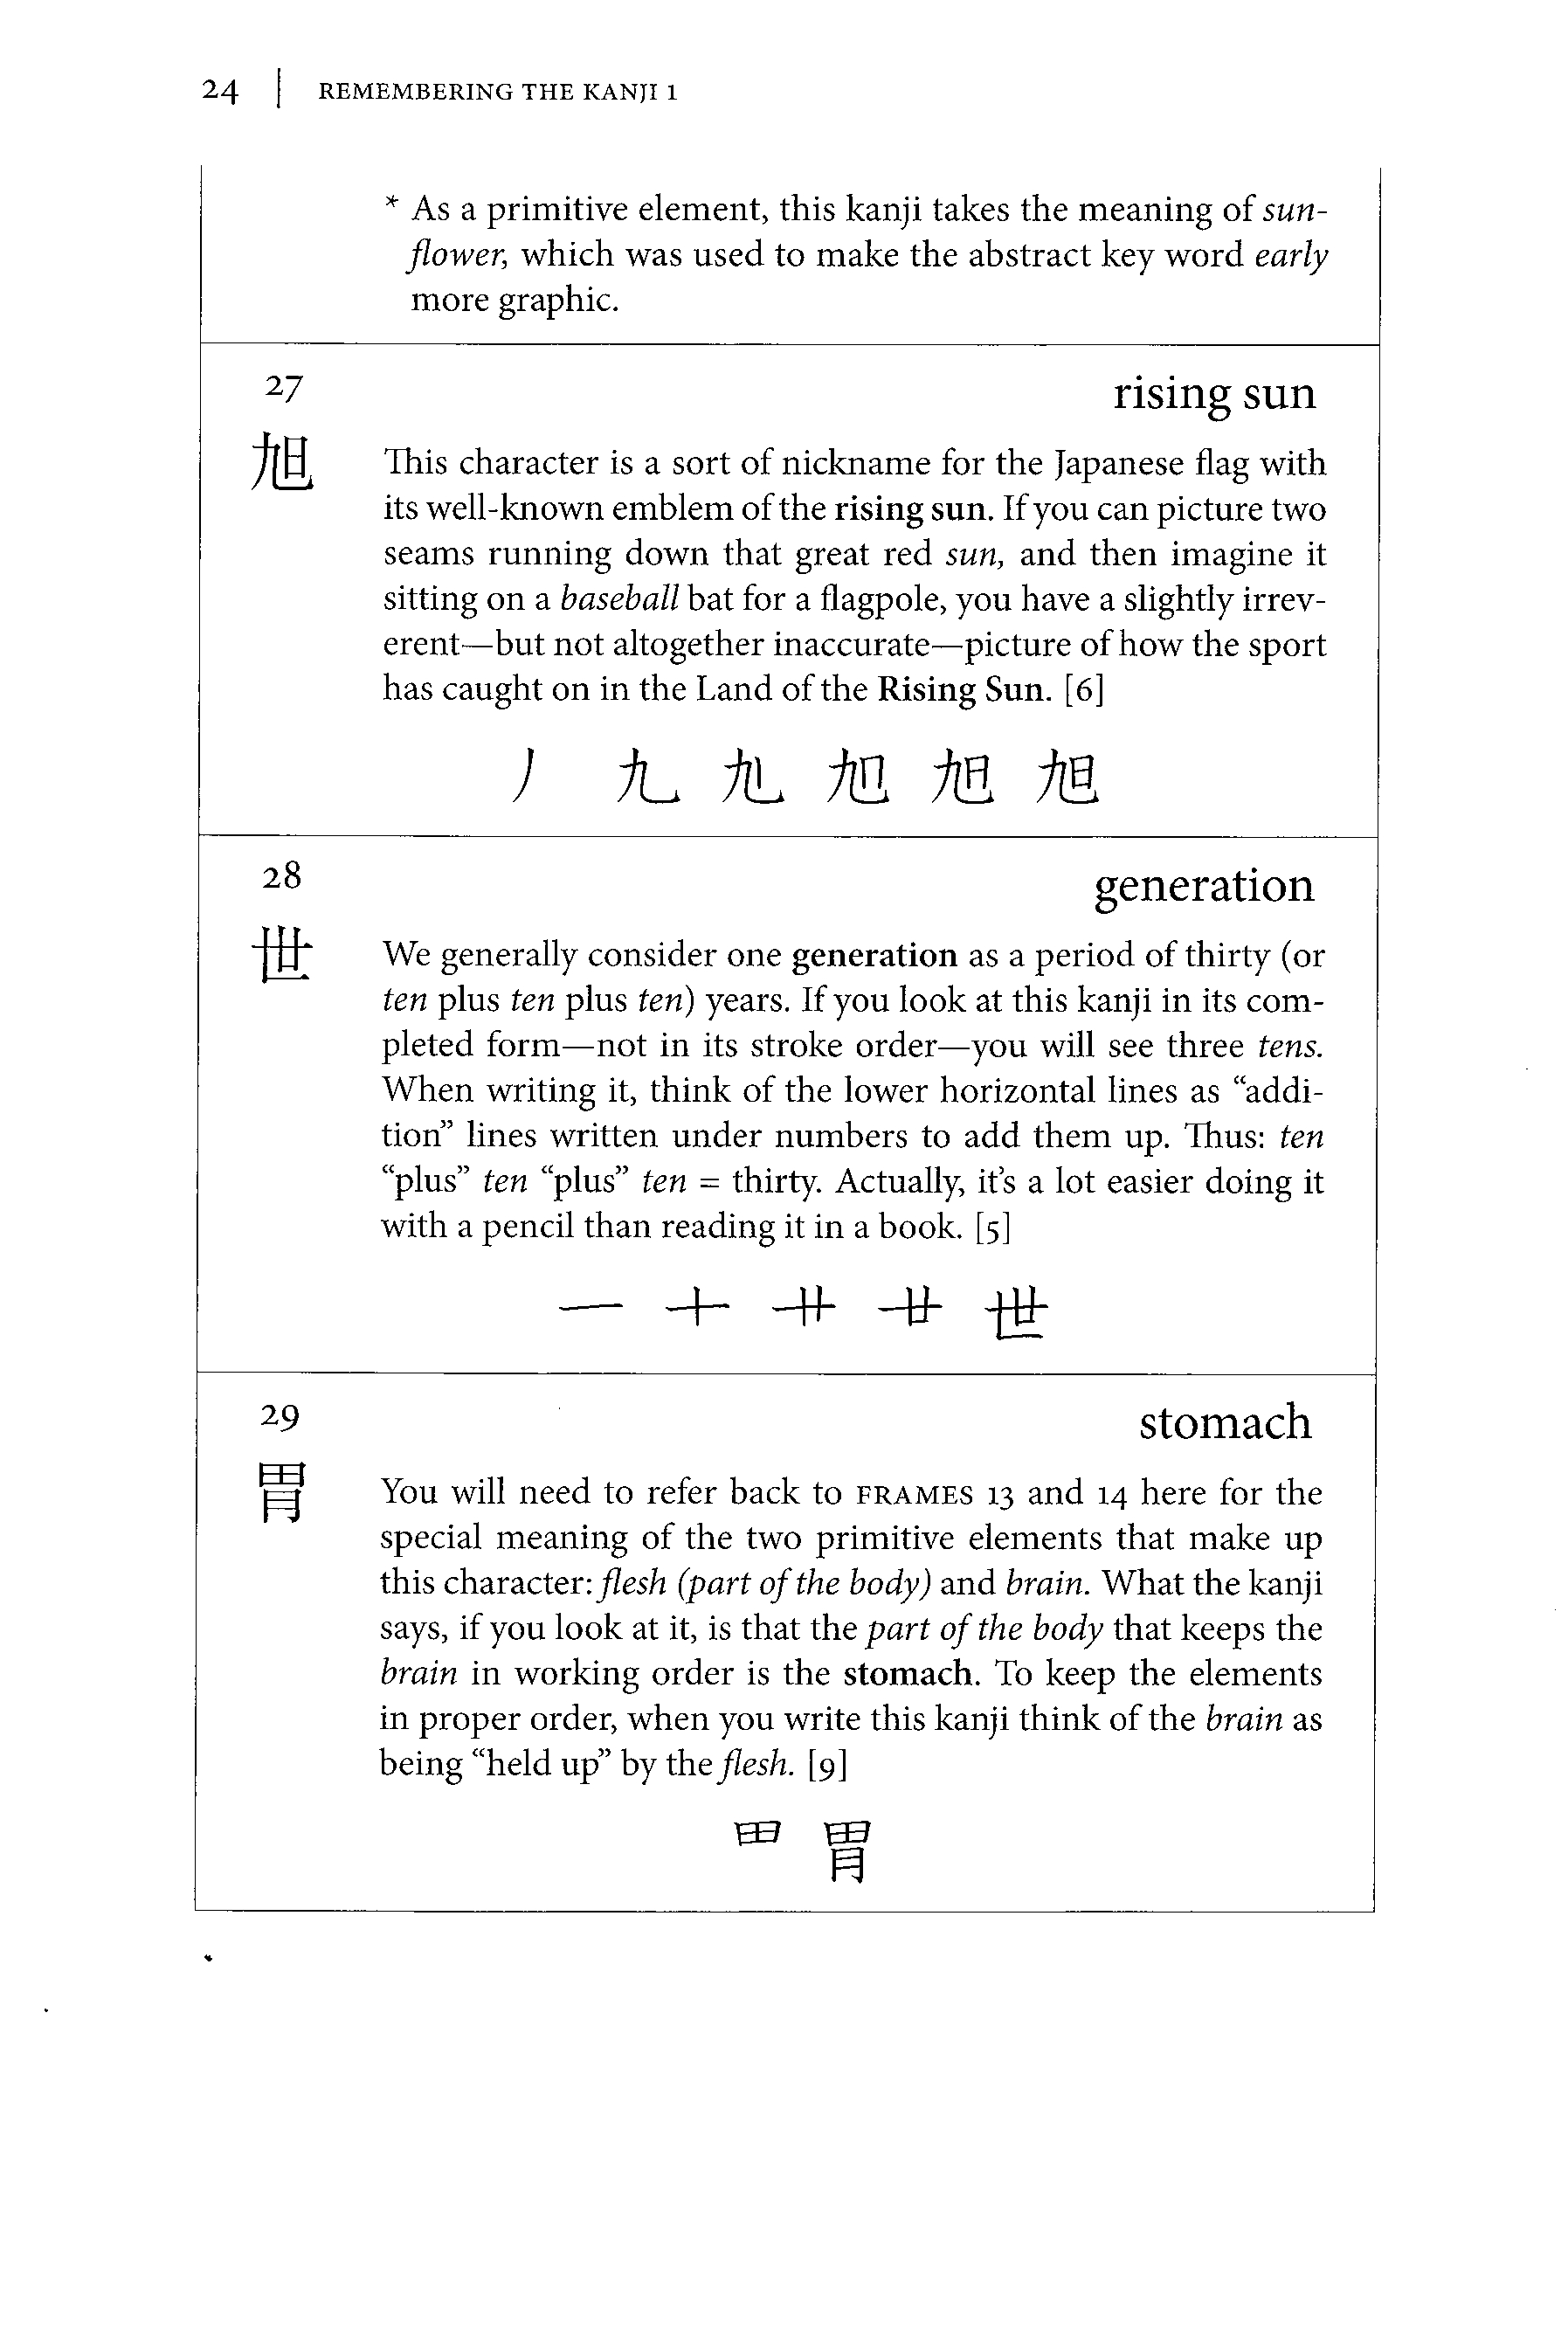 24 | REMEMBERING THE KANJI 1
* As a primitive element, this kanji takes the meaning of sun-
flower, which was used to make the abstract key word early
more graphic.
27
rising sun
旭
This character is a sort of nickname for the Japanese flag with
its well-known emblem of the rising sun. If you can picture two
seams running down that great red sun, and then imagine it
sitting on a baseball bat for a flagpole, you have a slightly irrev-
erent—but not altogether inaccurate—picture of how the sport
has caught on in the Land of the Rising Sun. [6]
丿 九 旭
28
generation
世
We generally consider one generation as a period of thirty (or
ten plus ten plus ten) years. If you look at this kanji in its com-
pleted form—not in its stroke order—you will see three tens.
When writing it, think of the lower horizontal lines as “addi-
tion” lines written under numbers to add them up. Thus: ten
“plus” ten “plus” ten = thirty. Actually, it’s a lot easier doing it
with a pencil than reading it in a book. [5]
一 十 世
29
stomach
胃
You will need to refer back to FRAMES 13 and 14 here for the
special meaning of the two primitive elements that make up
this character: flesh (part of the body) and brain. What the kanji
says, if you look at it, is that the part of the body that keeps the
brain in working order is the stomach. To keep the elements
in proper order, when you write this kanji think of the brain as
being “held up” by the flesh. [9]
田 胃